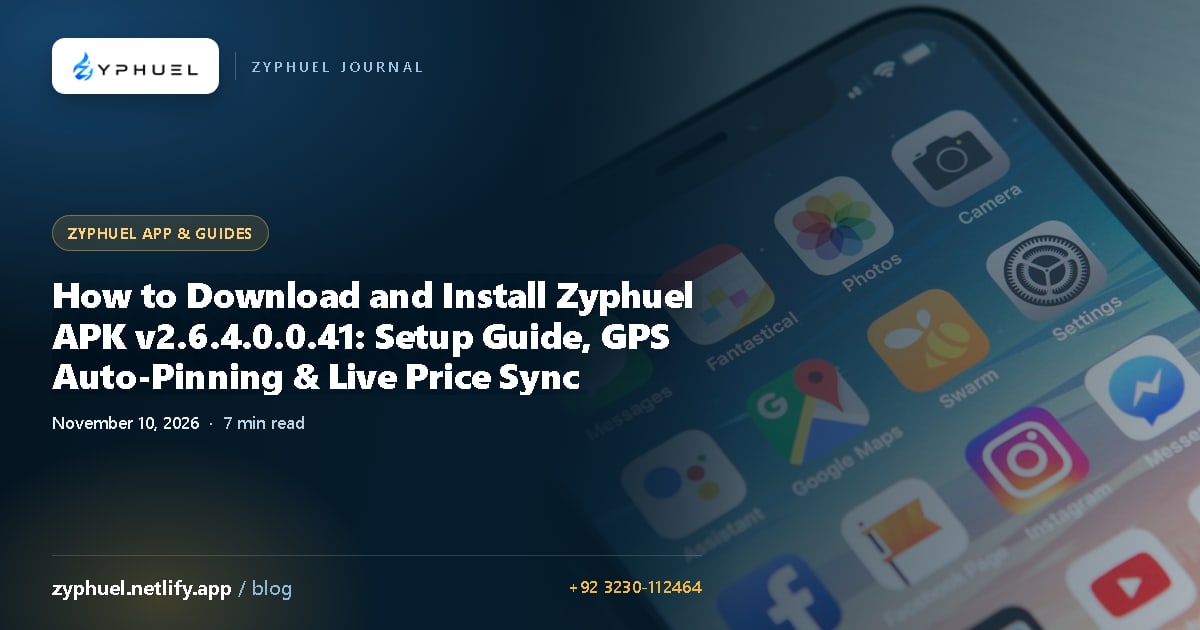 ZYPHUEL
ZYPHUEL JOURNAL
ZYPHUEL APP & GUIDES
How to Download and Install Zyphuel
APK v2.6.4.0.0.41: Setup Guide, GPS
Auto-Pinning & Live Price Sync
November 10, 2026 · 7 min read
zyphuel.netlify.app / blog
+92 3230-112464
Camera
Photos
Settings
Fantastical
Swarm
Messages
Google Maps
Messen
Instagram
Assistant
Facebook Page